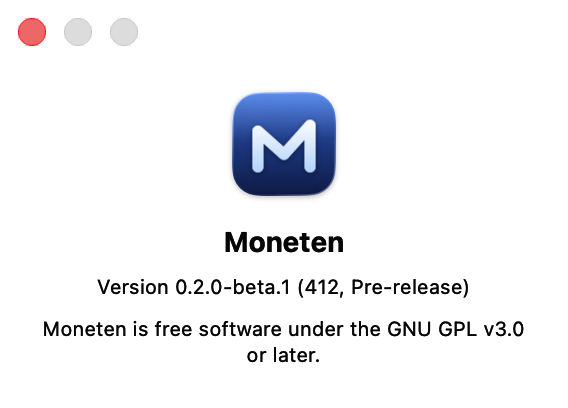 M
Moneten
Version 0.2.0-beta.1 (412, Pre-release)
Moneten is free software under the GNU GPL v3.0
or later.